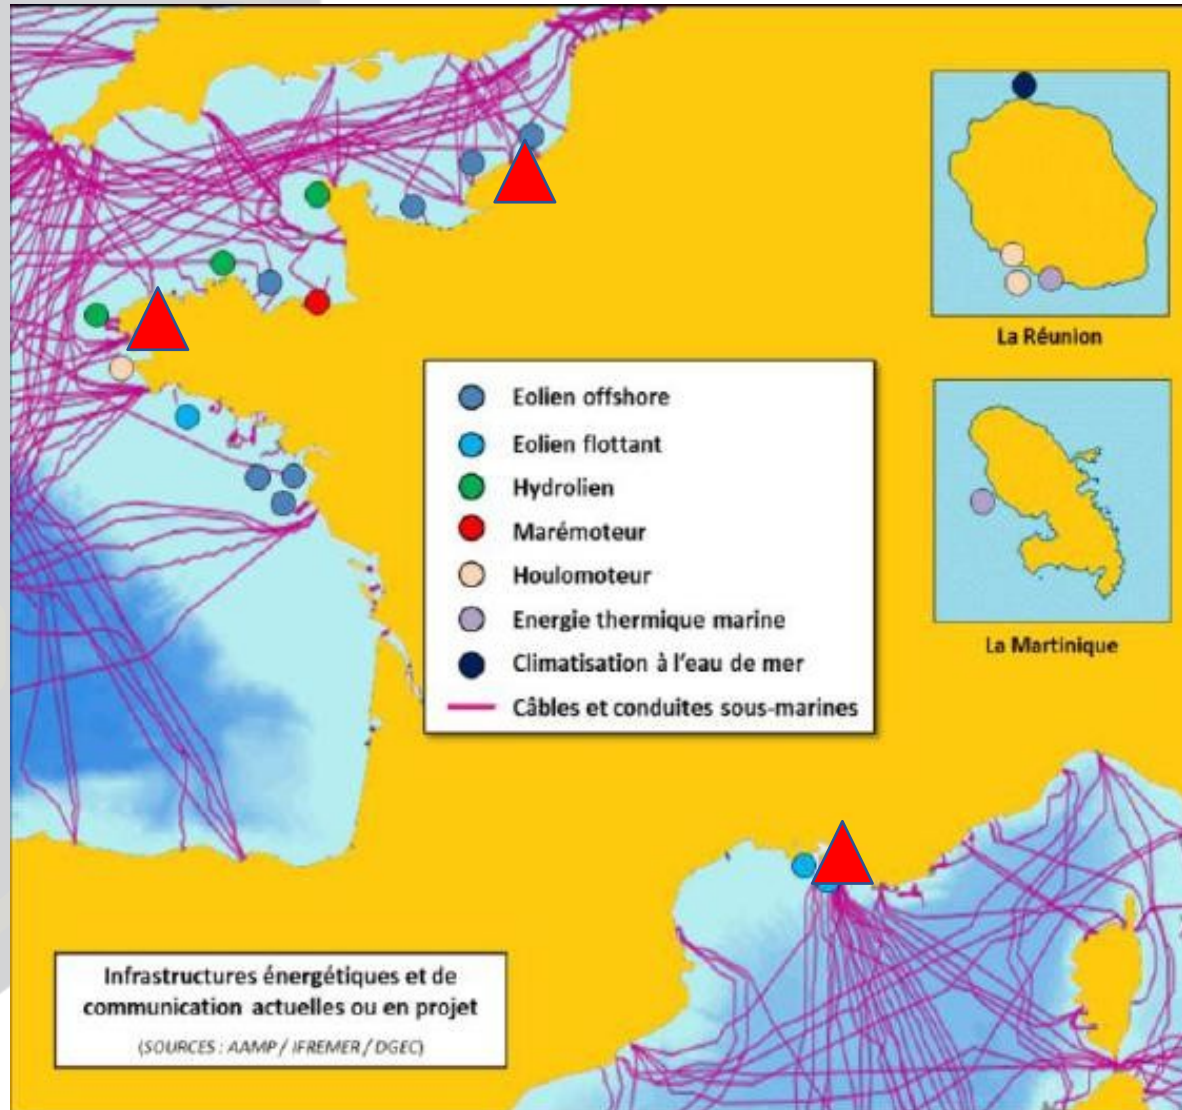 La Réunion
Eolien offshore
Eolien flottant
Hydrolien
Marémoteur
Houlomoteur
Energie thermique marine
Climatisation à l'eau de mer
Câbles et conduites sous-marines
La Martinique
Infrastructures énergétiques et de
communication actuelles ou en projet
(SOURCES : AAMP / IFREMER / DGEC)